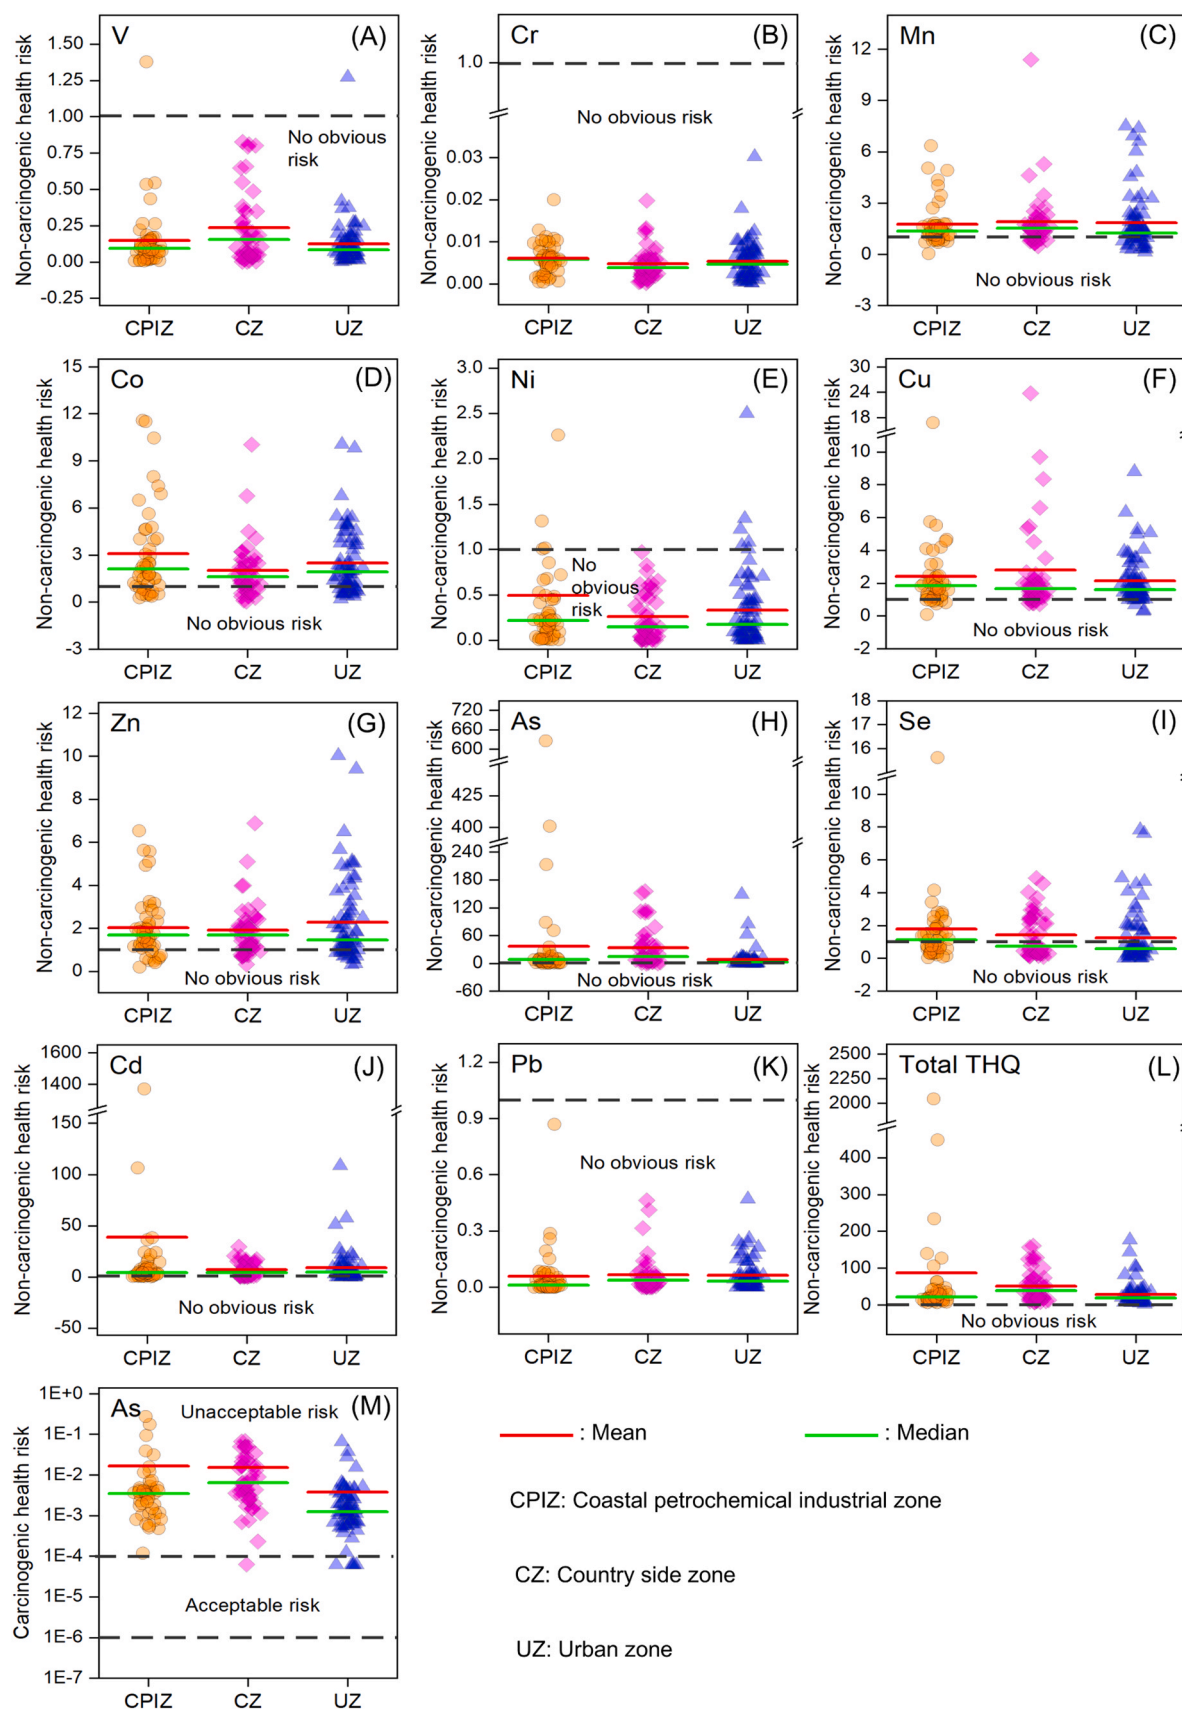 V (A)
Non-carcinogenic health risk
1.50
1.25
1.00
0.75
0.50
0.25
0.00
-0.25
No obvious
risk
CPIZ CZ UZ
Cr (B)
Non-carcinogenic health risk
1.0
0.03
0.02
0.01
0.00
No obvious risk
CPIZ CZ UZ
Mn (C)
Non-carcinogenic health risk
12
9
6
3
0
-3
No obvious risk
CPIZ CZ UZ
Co (D)
Non-carcinogenic health risk
15
12
9
6
3
0
-3
No obvious risk
CPIZ CZ UZ
Ni (E)
Non-carcinogenic health risk
3.0
2.5
2.0
1.5
1.0
0.5
0.0
No
obvious
risk
CPIZ CZ UZ
Cu (F)
Non-carcinogenic health risk
30
24
18
10
8
6
4
2
0
-2
No obvious risk
CPIZ CZ UZ
Zn (G)
Non-carcinogenic health risk
12
10
8
6
4
2
0
No obvious risk
CPIZ CZ UZ
As (H)
Non-carcinogenic health risk
720
660
600
425
400
240
180
120
60
0
-60
No obvious risk
CPIZ CZ UZ
Se (I)
Non-carcinogenic health risk
18
16
10
8
6
4
2
0
-2
No obvious risk
CPIZ CZ UZ
Cd (J)
Non-carcinogenic health risk
1600
1400
150
100
50
0
-50
No obvious risk
CPIZ CZ UZ
Pb (K)
Non-carcinogenic health risk
1.2
0.9
0.6
0.3
0.0
No obvious risk
CPIZ CZ UZ
Total THQ (L)
Non-carcinogenic health risk
2500
2250
2000
400
300
200
100
0
No obvious risk
CPIZ CZ UZ
As (M)
Carcinogenic health risk
1E+0
1E-1
1E-2
1E-3
1E-4
1E-5
1E-6
1E-7
Unacceptable risk
Acceptable risk
CPIZ CZ UZ
: Mean : Median
CPIZ: Coastal petrochemical industrial zone
CZ: Country side zone
UZ: Urban zone